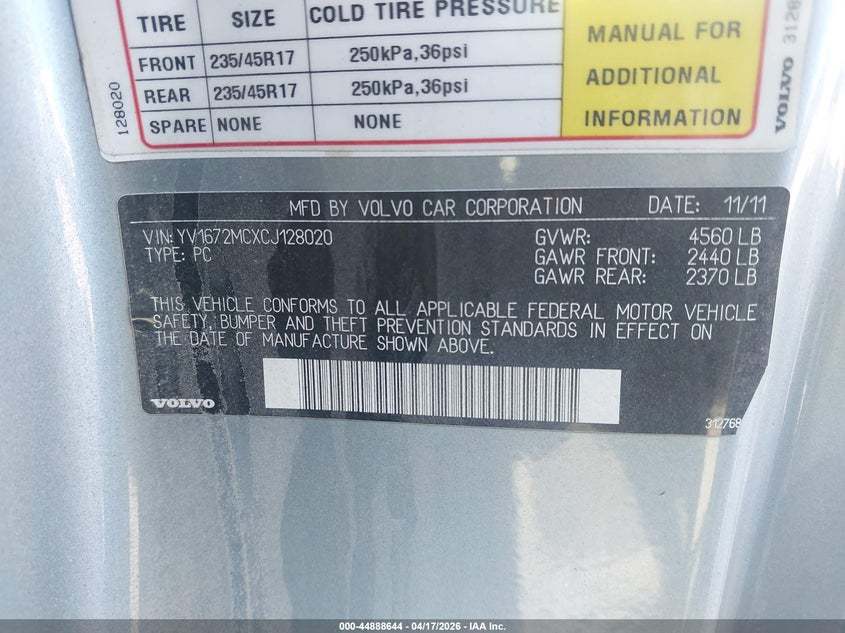 TIRE SIZE COLD TIRE PRESSURE
FRONT 235/45R17 250kPa,36psi
REAR 235/45R17 250kPa,36psi
SPARE NONE NONE
MANUAL FOR
ADDITIONAL
INFORMATION
128020
VOLVO 3128
MFD BY VOLVO CAR CORPORATION DATE: 11/11
VIN: YV1672MCXCJ128020 GVWR: 4560 LB
TYPE: PC GAWR FRONT: 2440 LB
GAWR REAR: 2370 LB
THIS VEHICLE CONFORMS TO ALL APPLICABLE FEDERAL MOTOR VEHICLE
SAFETY, BUMPER AND THEFT PREVENTION STANDARDS IN EFFECT ON
THE DATE OF MANUFACTURE SHOWN ABOVE.
VOLVO
312768
000-44888644 - 04/17/2026 - IAA Inc.